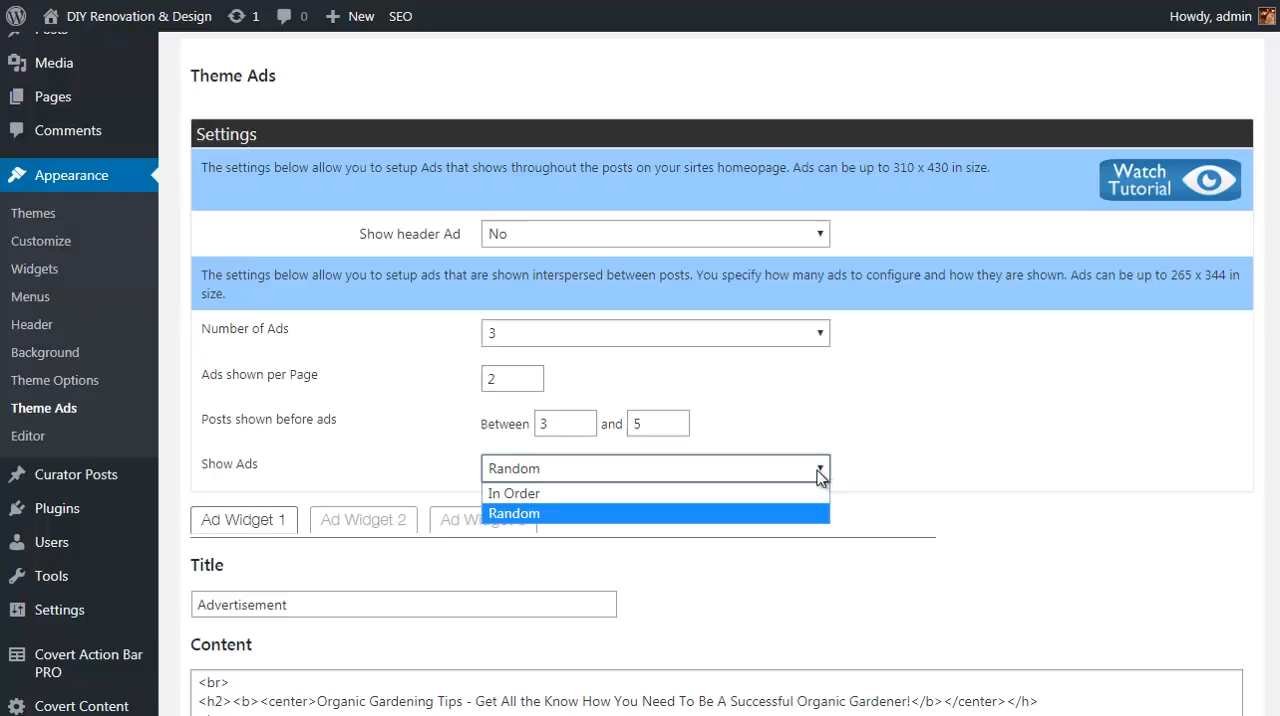 DIY Renovation & Design 1 0 New SEO Howdy, admin
Media
Pages
Comments
Appearance
Themes
Customize
Widgets
Menus
Header
Background
Theme Options
Theme Ads
Editor
Curator Posts
Plugins
Users
Tools
Settings
Covert Action Bar
PRO
Covert Content
Theme Ads
Settings
The settings below allow you to setup Ads that shows throughout the posts on your sirtes homeopage. Ads can be up to 310 x 430 in size.
Watch
Tutorial
Show header Ad No
The settings below allow you to setup ads that are shown interspersed between posts. You specify how many ads to configure and how they are shown. Ads can be up to 265 x 344 in
size.
Number of Ads 3
Ads shown per Page 2
Posts shown before ads Between 3 and 5
Show Ads Random
In Order
Random
Ad Widget 1 Ad Widget 2 Ad
Title
Advertisement
Content
<br>
<h2><b><center>Organic Gardening Tips - Get All the Know How You Need To Be A Successful Organic Gardener!</b></center></h>